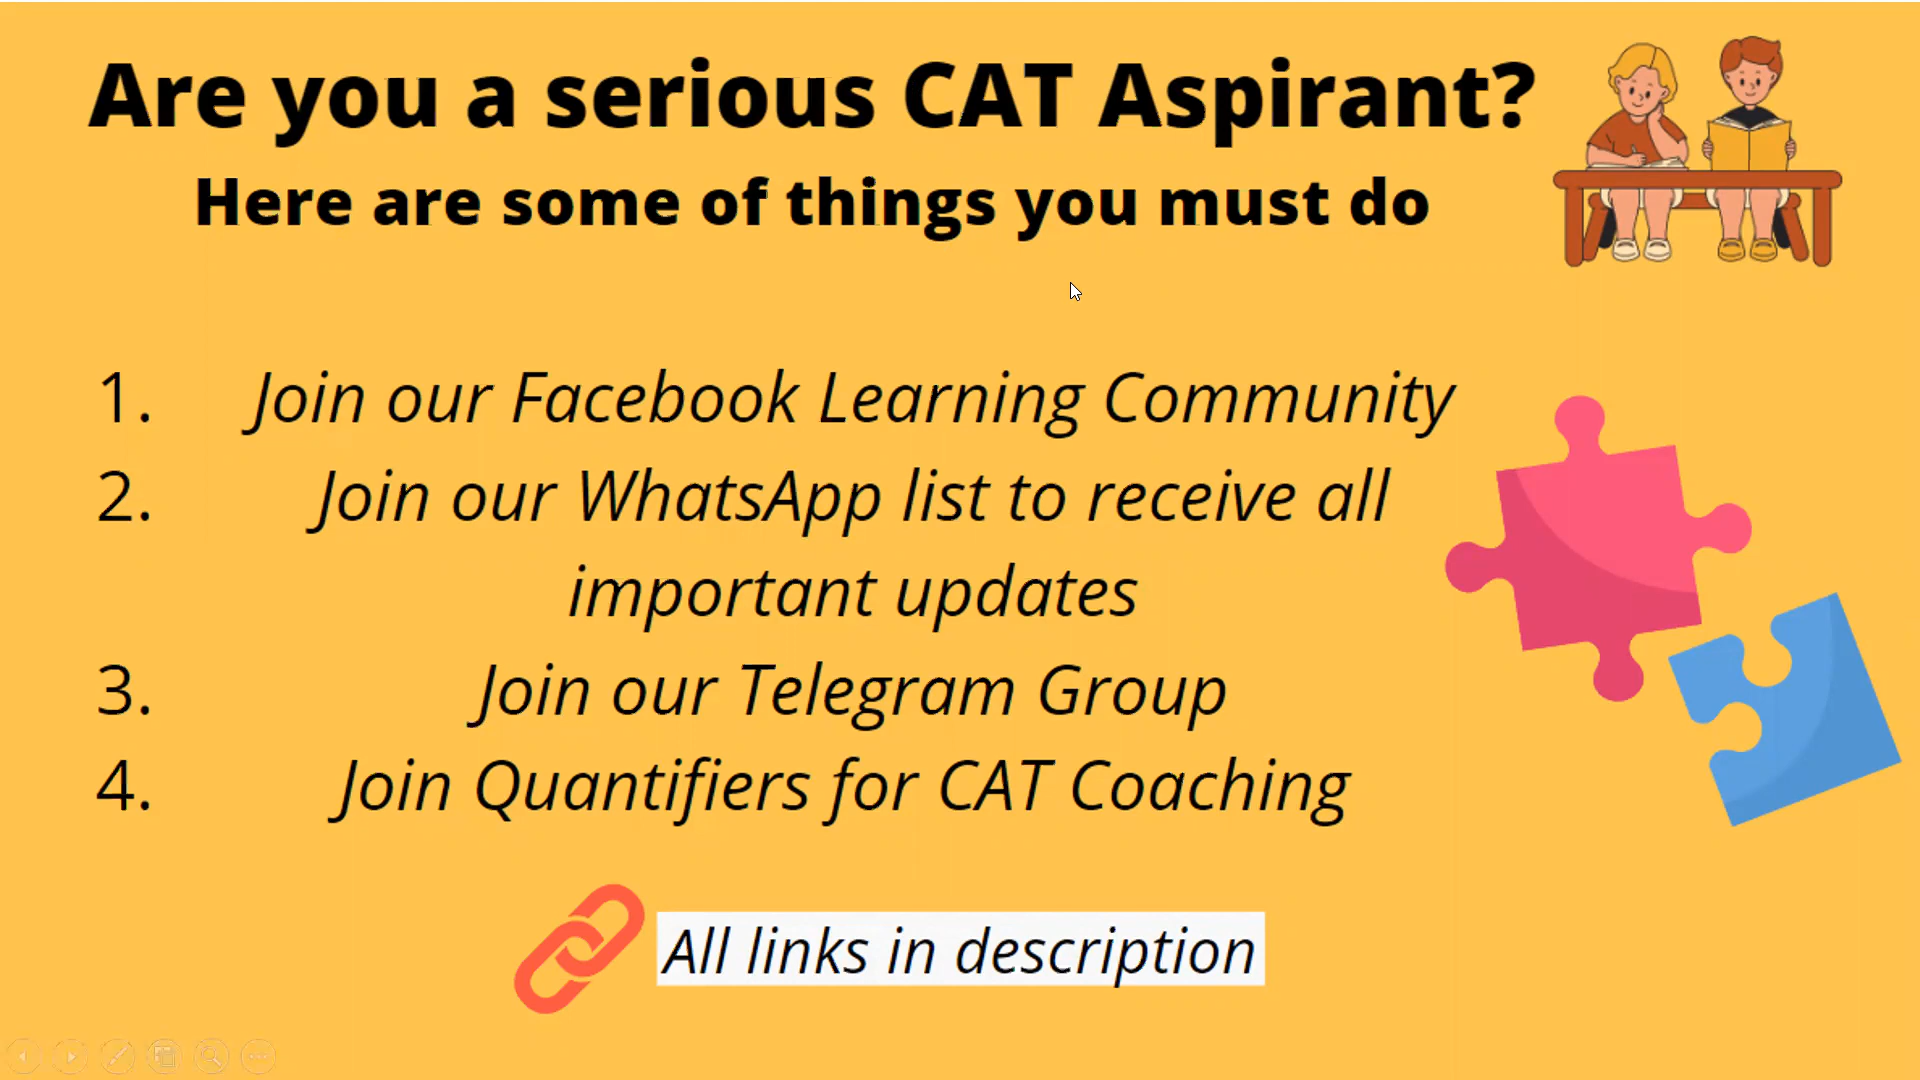 Are you a serious CAT Aspirant?
Here are some of things you must do
1. Join our Facebook Learning Community
2. Join our WhatsApp list to receive all
important updates
3. Join our Telegram Group
4. Join Quantifiers for CAT Coaching
All links in description